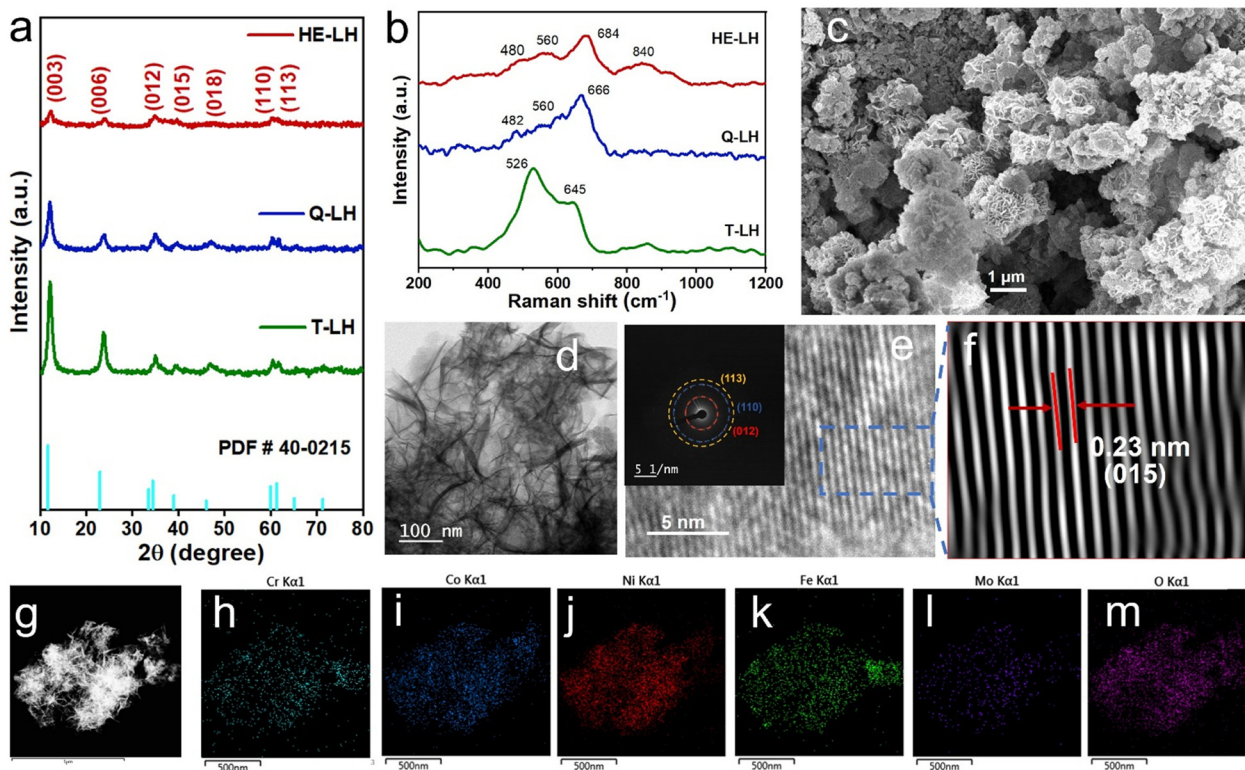 a
HE-LH
(003)
(006)
(012)
(015)
(018)
(110)
(113)
Q-LH
T-LH
PDF # 40-0215
Intensity (a.u.)
10 20 30 40 50 60 70 80
2θ (degree)
b
HE-LH
480
560
684
840
Q-LH
482
560
666
526
645
T-LH
Intensity (a.u.)
200 400 600 800 1000 1200
Raman shift (cm⁻¹)
c
1 µm
d
100 nm
e
(113)
(110)
(012)
5 1/nm
5 nm
f
0.23 nm
(015)
g
Cr Kα1
h
500nm
Co Kα1
i
500nm
Ni Kα1
j
500nm
Fe Kα1
k
500nm
Mo Kα1
l
500nm
O Kα1
m
500nm